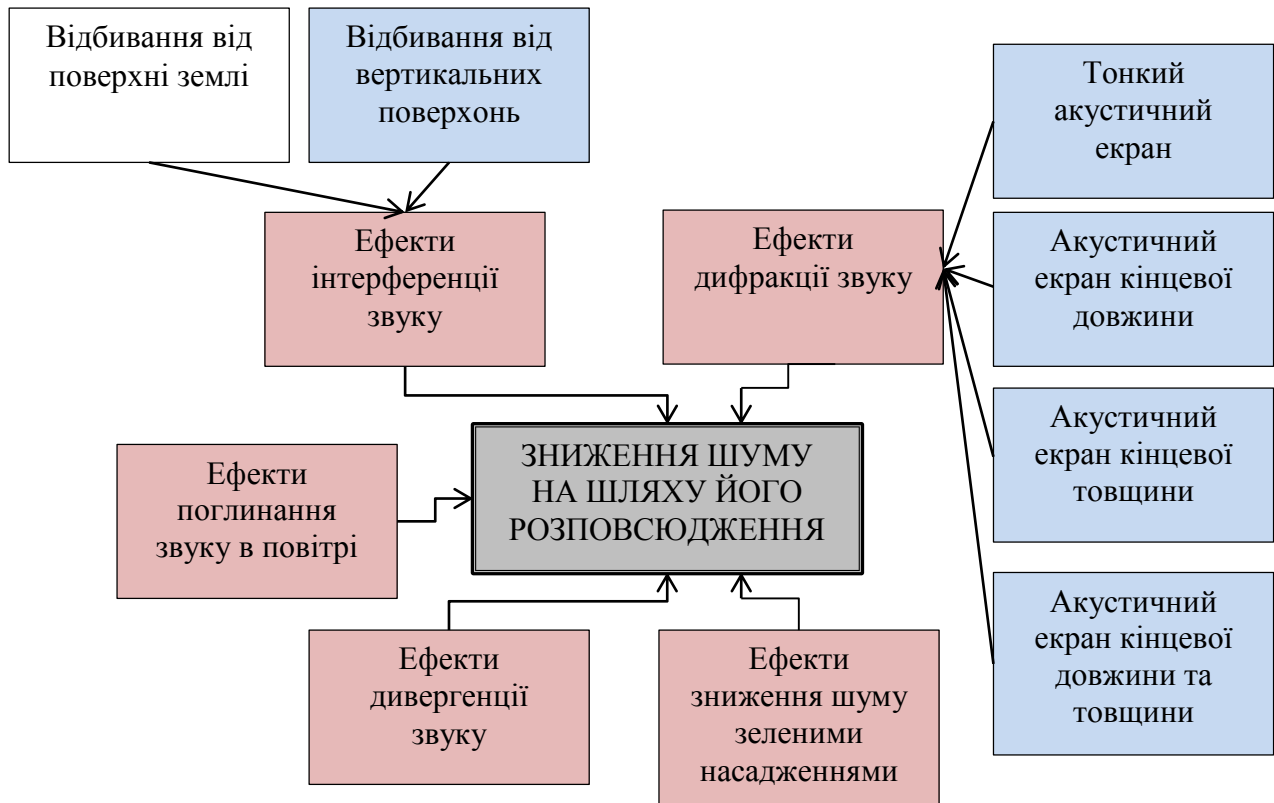 Відбивання від
поверхні землі
Відбивання від
вертикальних
поверхонь
Тонкий
акустичний
екран
Ефекти
інтерференції
звуку
Ефекти
дифракції звуку
Акустичний
екран кінцевої
довжини
Ефекти
поглинання
звуку в повітрі
ЗНИЖЕННЯ ШУМУ
НА ШЛЯХУ ЙОГО
РОЗПОВСЮДЖЕННЯ
Акустичний
екран кінцевої
товщини
Ефекти
дивергенції
звуку
Ефекти
зниження шуму
зеленими
насадженнями
Акустичний
екран кінцевої
довжини та
товщини